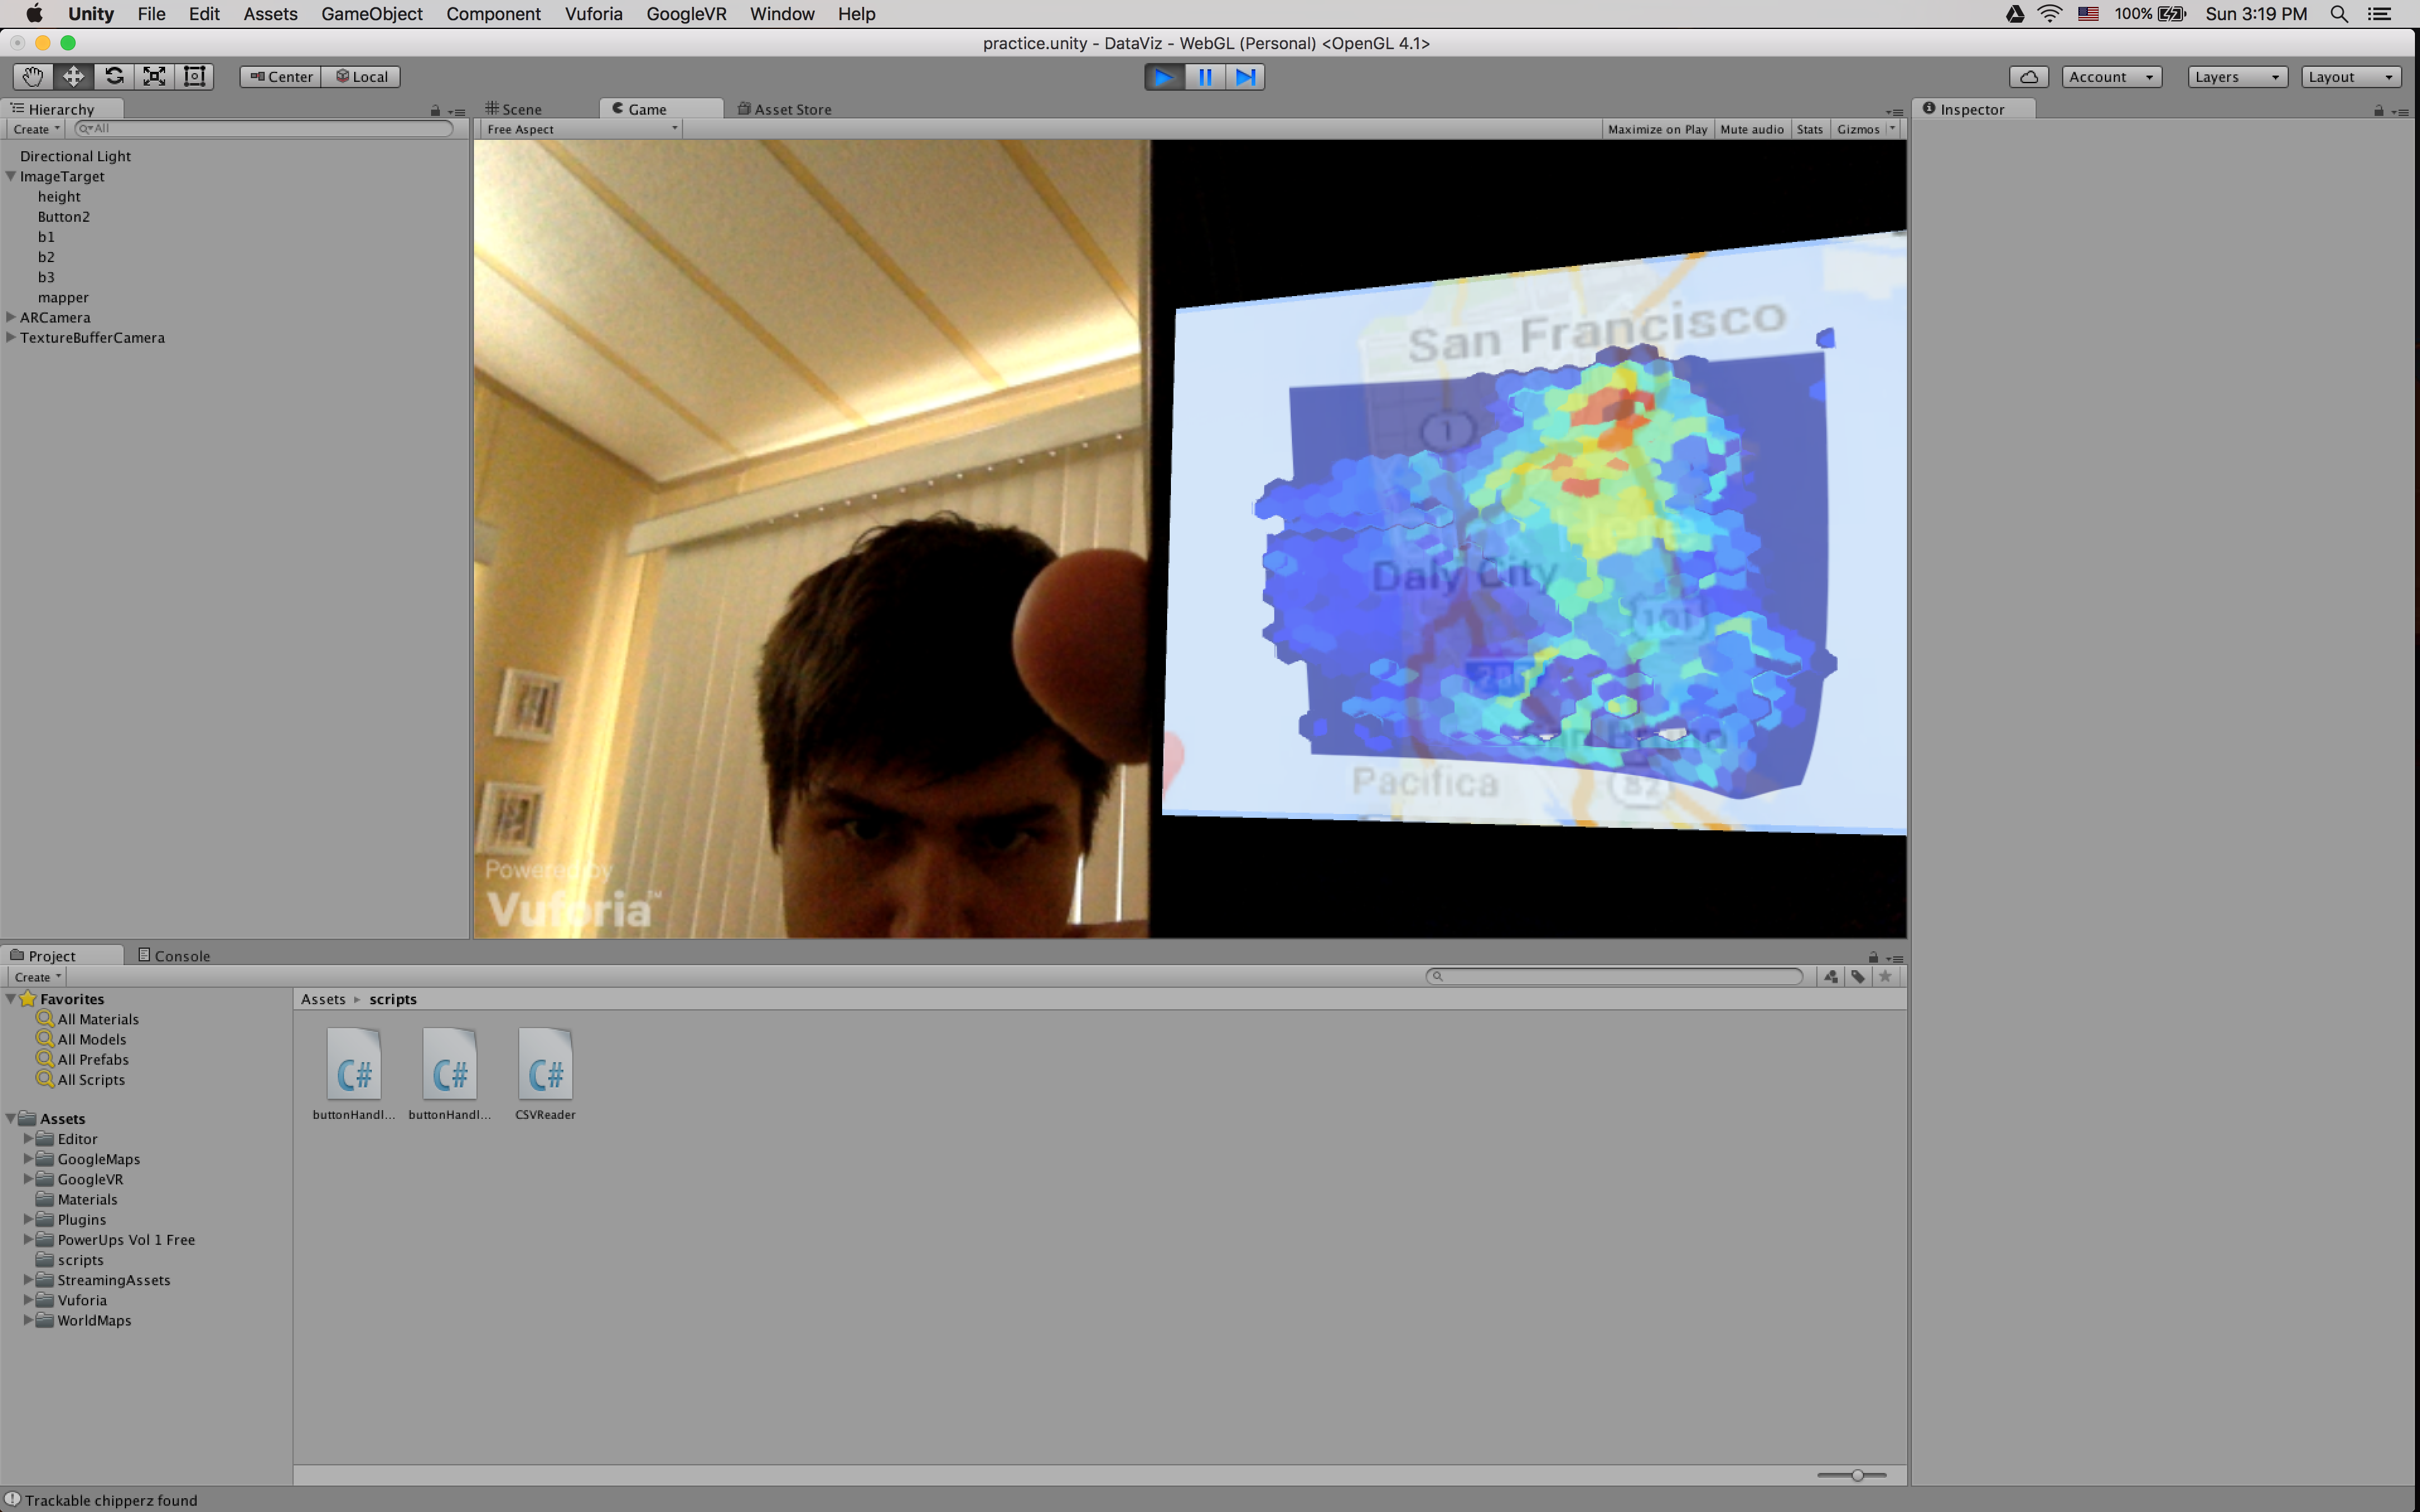 Unity File Edit Assets GameObject Component Vuforia GoogleVR Window Help 100% Sun 3:19 PM
practice.unity - DataViz - WebGL (Personal) <OpenGL 4.1>
Center Local Account Layers Layout
Hierarchy
Create All
Directional Light
ImageTarget
height
Button2
b1
b2
b3
mapper
ARCamera
TextureBufferCamera
Scene Game Asset Store
Free Aspect Maximize on Play Mute audio Stats Gizmos
San Francisco
1
Daly City
101
Pacifica
82
Powered by
Vuforia™
Inspector
Project Console
Create
Favorites
All Materials
All Models
All Prefabs
All Scripts
Assets
Editor
GoogleMaps
GoogleVR
Materials
Plugins
PowerUps Vol 1 Free
scripts
StreamingAssets
Vuforia
WorldMaps
Assets ▸ scripts
C# C# C#
buttonHandl... buttonHandl... CSVReader
Trackable chipperz found